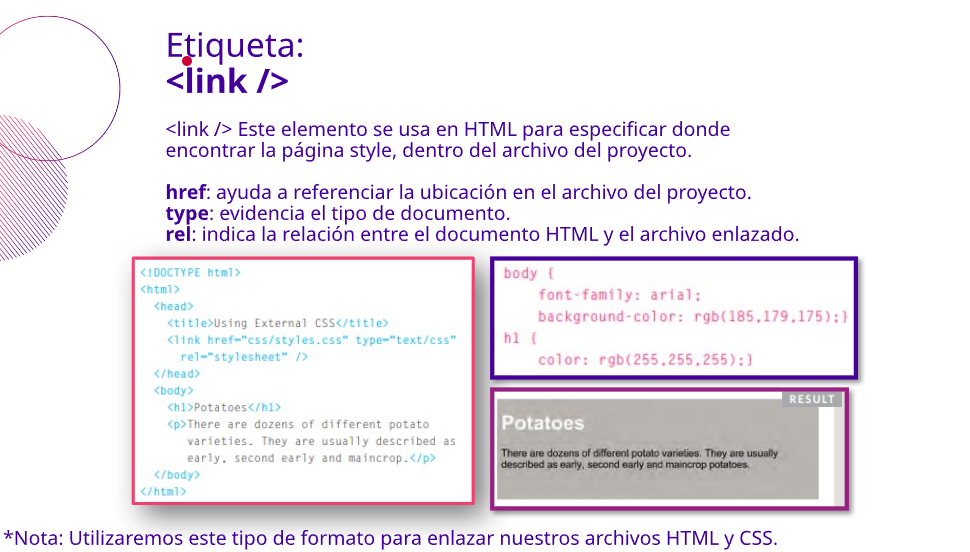 Etiqueta:
<link />
<link /> Este elemento se usa en HTML para especificar donde
encontrar la página style, dentro del archivo del proyecto.
href: ayuda a referenciar la ubicación en el archivo del proyecto.
type: evidencia el tipo de documento.
rel: indica la relación entre el documento HTML y el archivo enlazado.
<!DOCTYPE html>
<html>
<head>
<title>Using External CSS</title>
<link href="css/styles.css" type="text/css"
rel="stylesheet" />
</head>
<body>
<h1>Potatoes</h1>
<p>There are dozens of different potato
varieties. They are usually described as
early, second early and maincrop.</p>
</body>
</html>
body {
font-family: arial;
background-color: rgb(185,179,175);}
h1 {
color: rgb(255,255,255);}
RESULT
Potatoes
There are dozens of different potato varieties. They are usually
described as early, second early and maincrop potatoes.
*Nota: Utilizaremos este tipo de formato para enlazar nuestros archivos HTML y CSS.